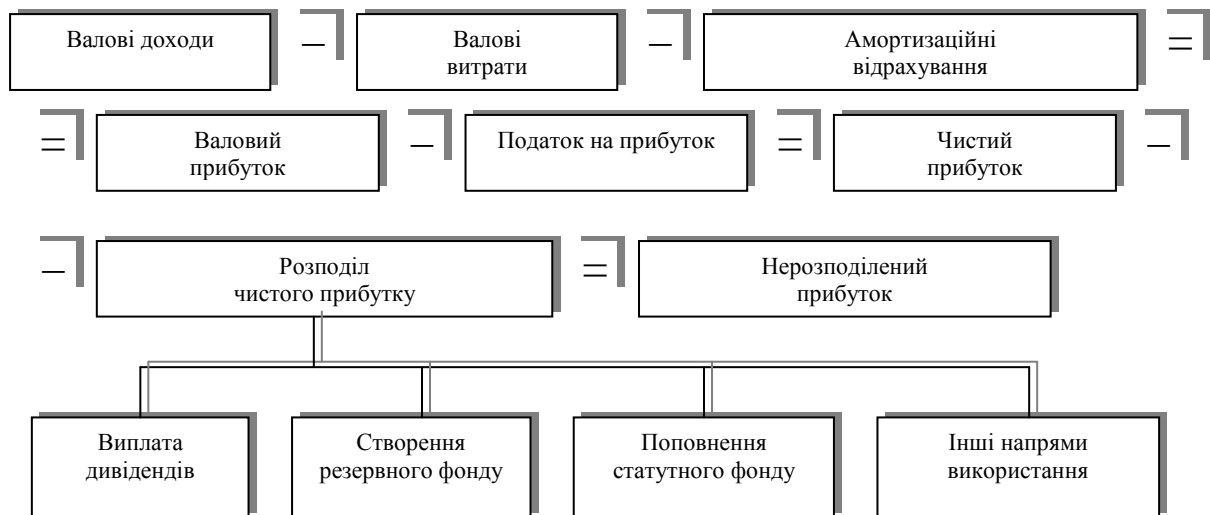 Валові доходи – Валові – Амортизаційні =
витрати відрахування
= Валовий – Податок на прибуток = Чистий –
прибуток прибуток
– Розподіл = Нерозподілений
чистого прибутку прибуток
Виплата Створення Поповнення Інші напрями
дивідендів резервного фонду статутного фонду використання